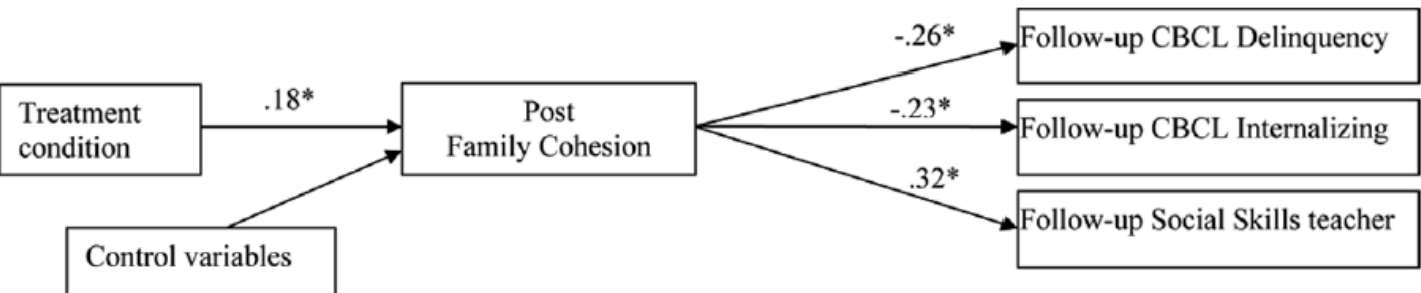 -.26*
Follow-up CBCL Delinquency
.18*
Treatment
condition
Post
Family Cohesion
-.23*
Follow-up CBCL Internalizing
.32*
Follow-up Social Skills teacher
Control variables